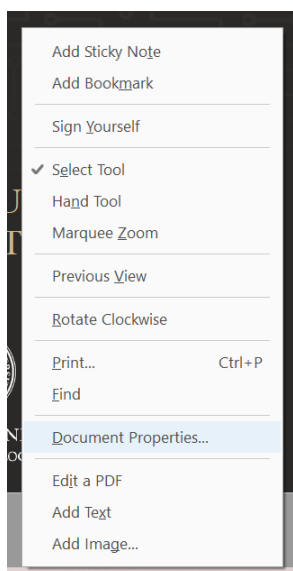 Add Sticky Note
Add Bookmark
Sign Yourself
Select Tool
Hand Tool
Marquee Zoom
Previous View
Rotate Clockwise
Print... Ctrl+P
Find
Document Properties...
Edit a PDF
Add Text
Add Image...